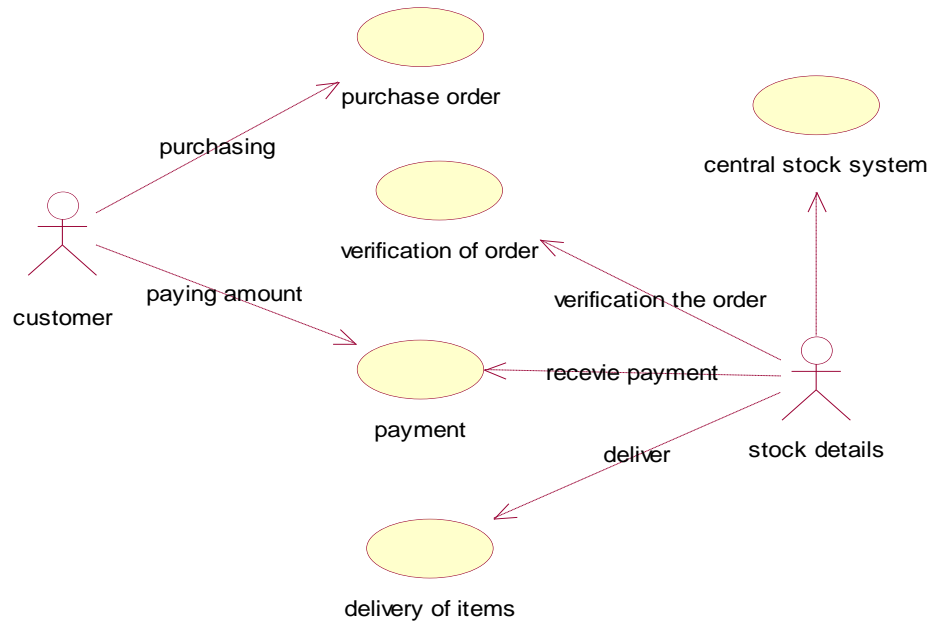 purchase order
central stock system
purchasing
verification of order
paying amount
verification the order
customer
recevie payment
payment
stock details
deliver
delivery of items